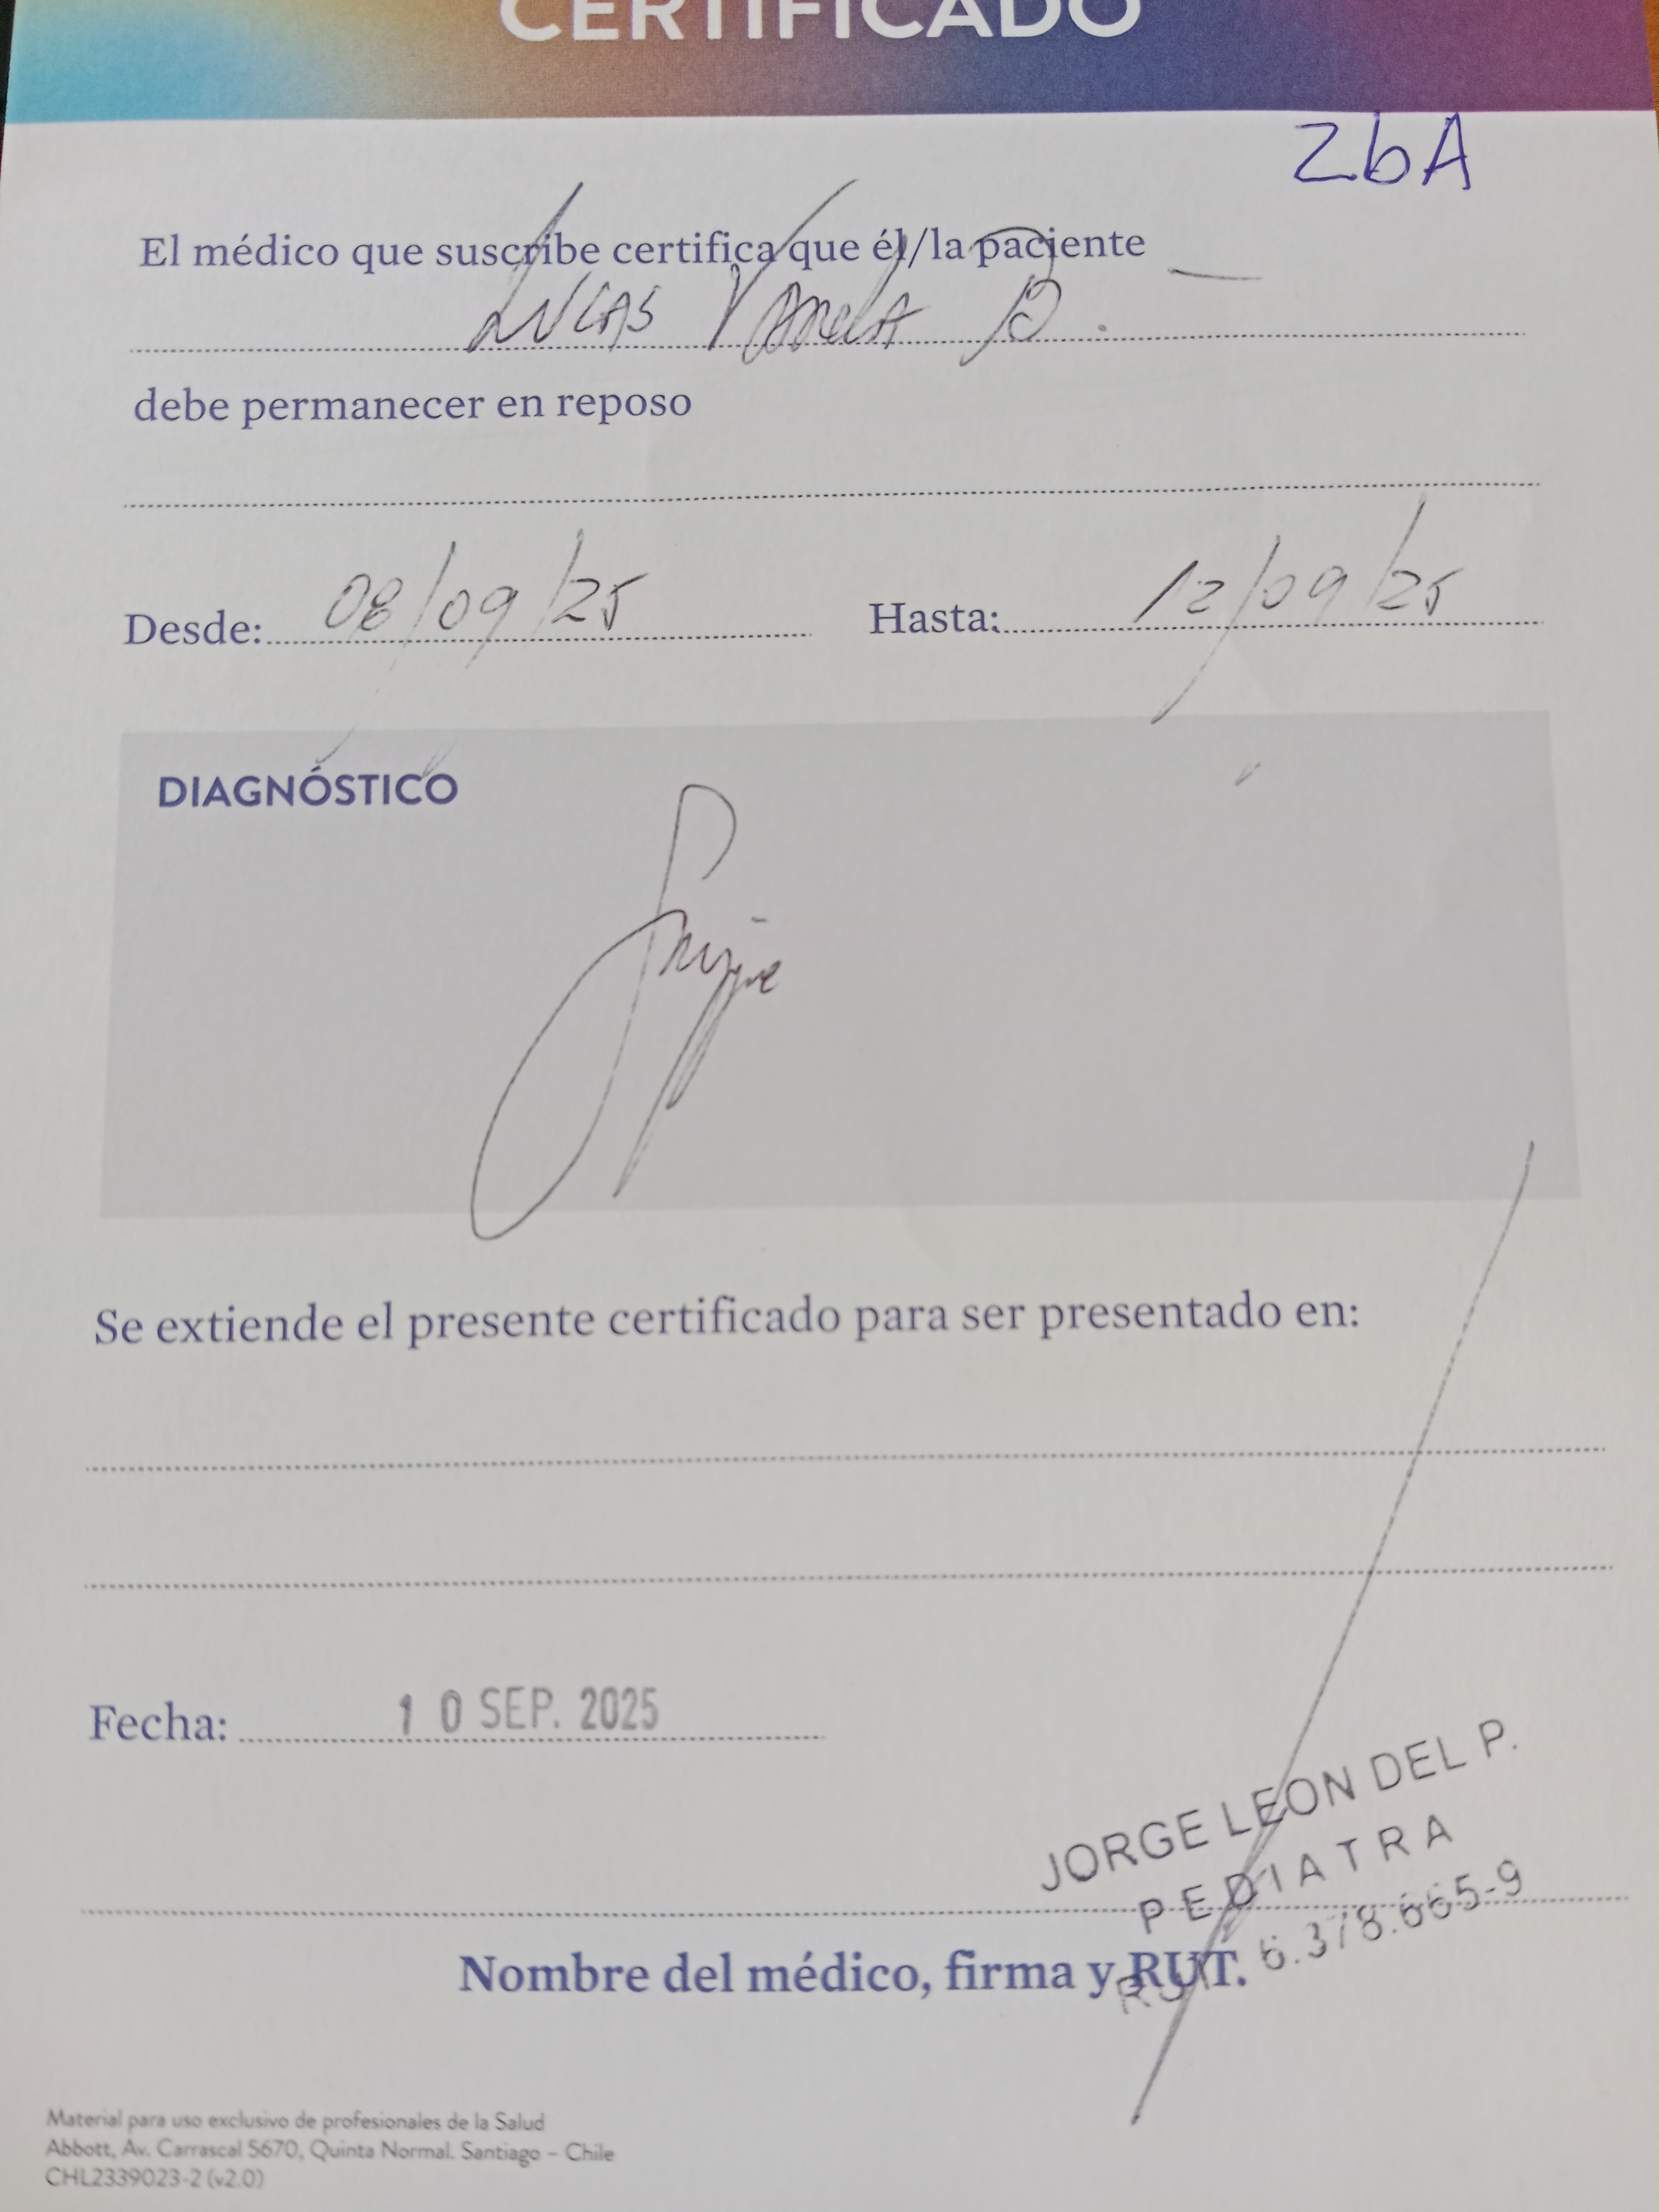 CERTIFICADO
26A
El médico que suscribe certifica que él/la paciente
LUCAS Varela B.
debe permanecer en reposo
Desde: 08/09/25 Hasta: 12/09/25
DIAGNÓSTICO
Gripe
Se extiende el presente certificado para ser presentado en:
Fecha: 10 SEP. 2025
JORGE LEON DEL P.
PEDIATRA
RUT 6.378.665-9
Nombre del médico, firma y RUT.
Material para uso exclusivo de profesionales de la Salud
Abbott, Av. Carrascal 5670, Quinta Normal. Santiago – Chile
CHL2339023-2 (v2.0)